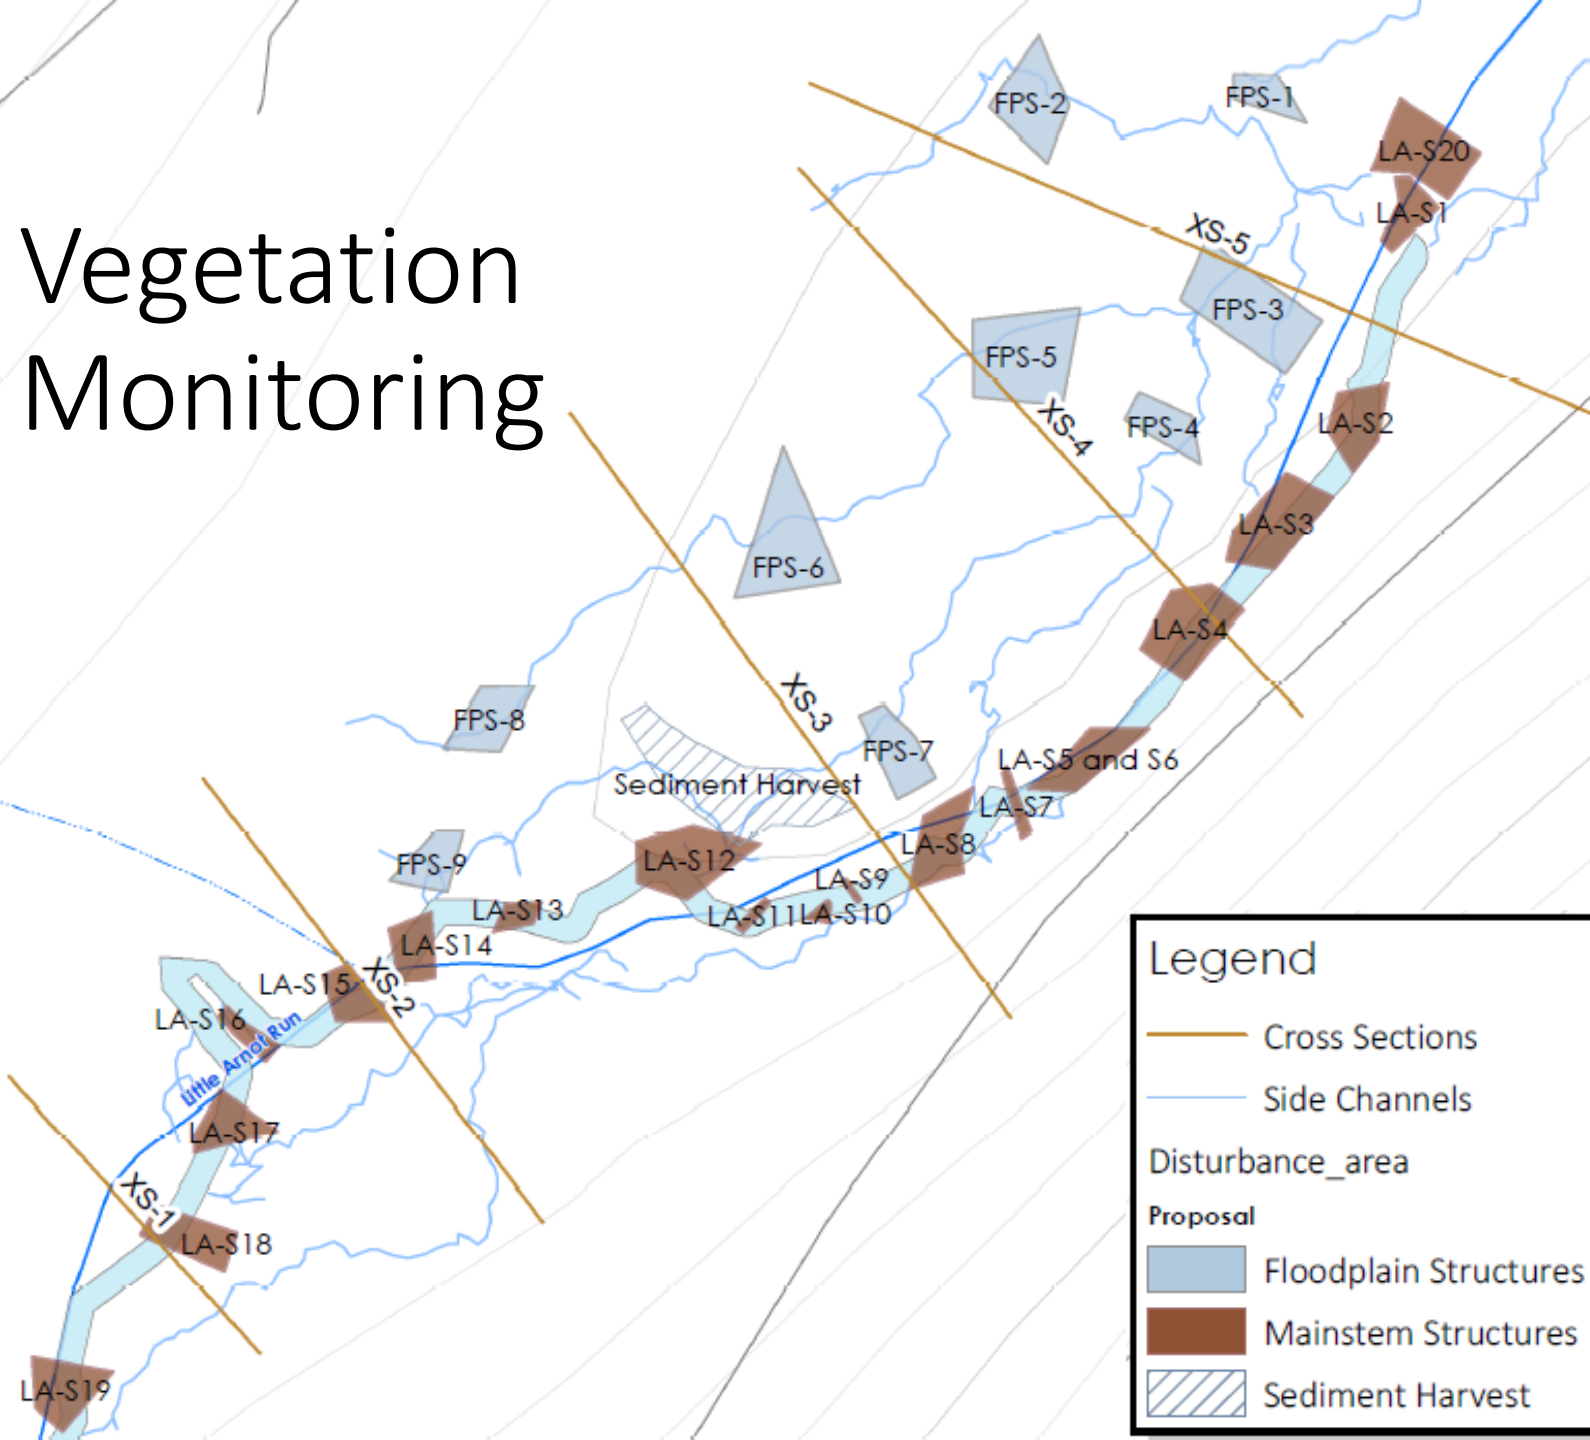 Vegetation
Monitoring
FPS-2
FPS-1
LA-S20
LA-S1
XS-5
FPS-3
FPS-5
XS-4
FPS-4
LA-S2
LA-S3
FPS-6
LA-S4
XS-3
FPS-8
FPS-7
LA-S5 and S6
Sediment Harvest
LA-S7
LA-S8
LA-S12
FPS-9
LA-S9
LA-S13
LA-S11
LA-S10
LA-S14
LA-S15
XS-2
LA-S16
Little Arnot Run
LA-S17
XS-1
LA-S18
LA-S19
Legend
Cross Sections
Side Channels
Disturbance_area
Proposal
Floodplain Structures
Mainstem Structures
Sediment Harvest